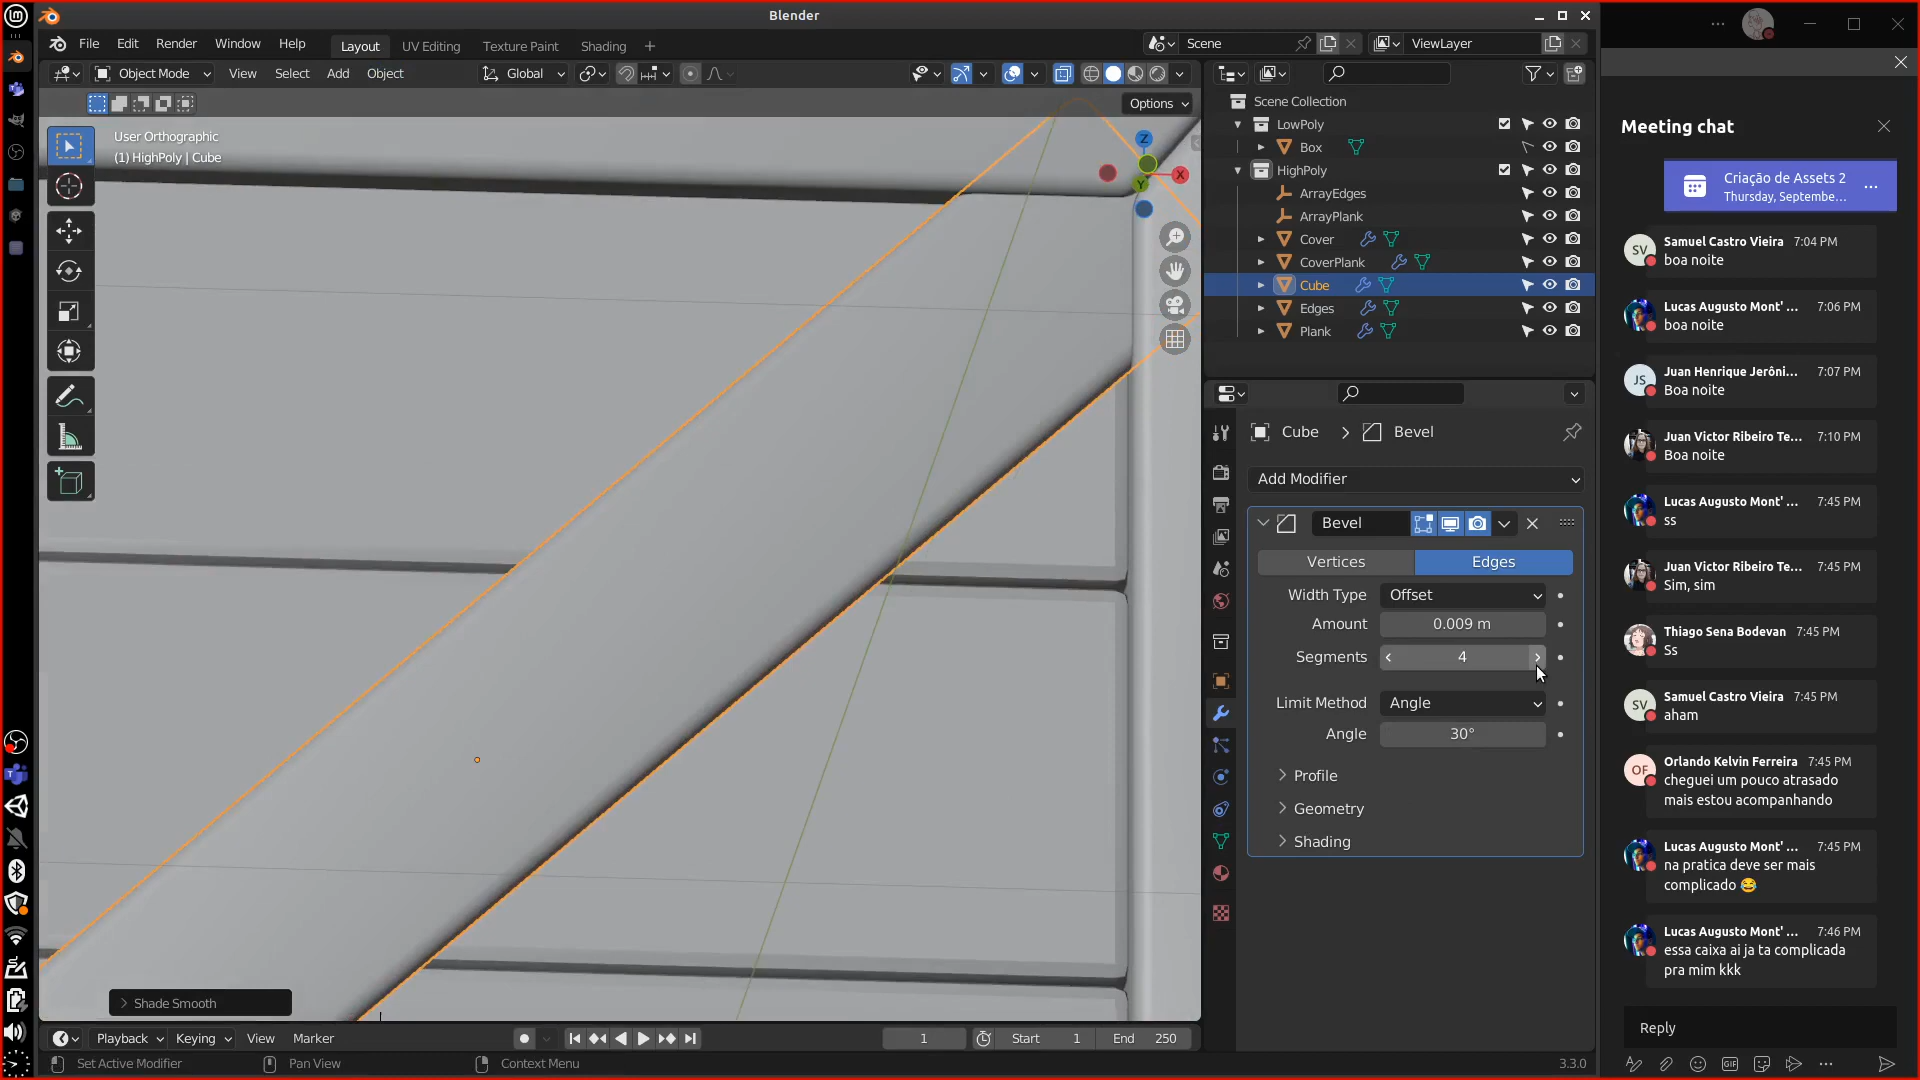 Blender
File Edit Render Window Help Layout UV Editing Texture Paint Shading +
Scene ViewLayer
Object Mode View Select Add Object Global
Options
User Orthographic
(1) HighPoly | Cube
Z
X
Y
Scene Collection
LowPoly
Box
HighPoly
ArrayEdges
ArrayPlank
Cover
CoverPlank
Cube
Edges
Plank
Cube > Bevel
Add Modifier
Bevel
Vertices Edges
Width Type Offset
Amount 0.009 m
Segments 4
Limit Method Angle
Angle 30°
Profile
Geometry
Shading
Shade Smooth
Playback Keying View Marker 1 Start 1 End 250
Set Active Modifier Pan View Context Menu 3.3.0
Meeting chat
Criação de Assets 2
Thursday, Septembe...
SV Samuel Castro Vieira 7:04 PM
boa noite
Lucas Augusto Mont' ... 7:06 PM
boa noite
JS Juan Henrique Jerôni... 7:07 PM
Boa noite
Juan Victor Ribeiro Te... 7:10 PM
Boa noite
Lucas Augusto Mont' ... 7:45 PM
ss
Juan Victor Ribeiro Te... 7:45 PM
Sim, sim
Thiago Sena Bodevan 7:45 PM
Ss
SV Samuel Castro Vieira 7:45 PM
aham
OF Orlando Kelvin Ferreira 7:45 PM
cheguei um pouco atrasado
mais estou acompanhando
Lucas Augusto Mont' ... 7:45 PM
na pratica deve ser mais
complicado 😂
Lucas Augusto Mont' ... 7:46 PM
essa caixa ai ja ta complicada
pra mim kkk
Reply
GIF